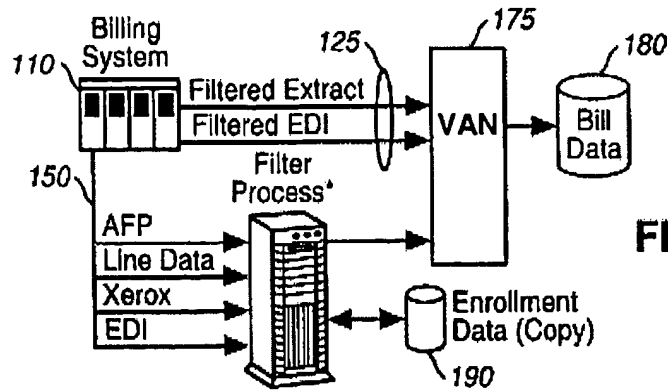 Billing
System
110
125
175
180
Filtered Extract
Filtered EDI
VAN
Bill
Data
150
Filter
Process*
AFP
Line Data
Xerox
EDI
FI
Enrollment
Data (Copy)
190